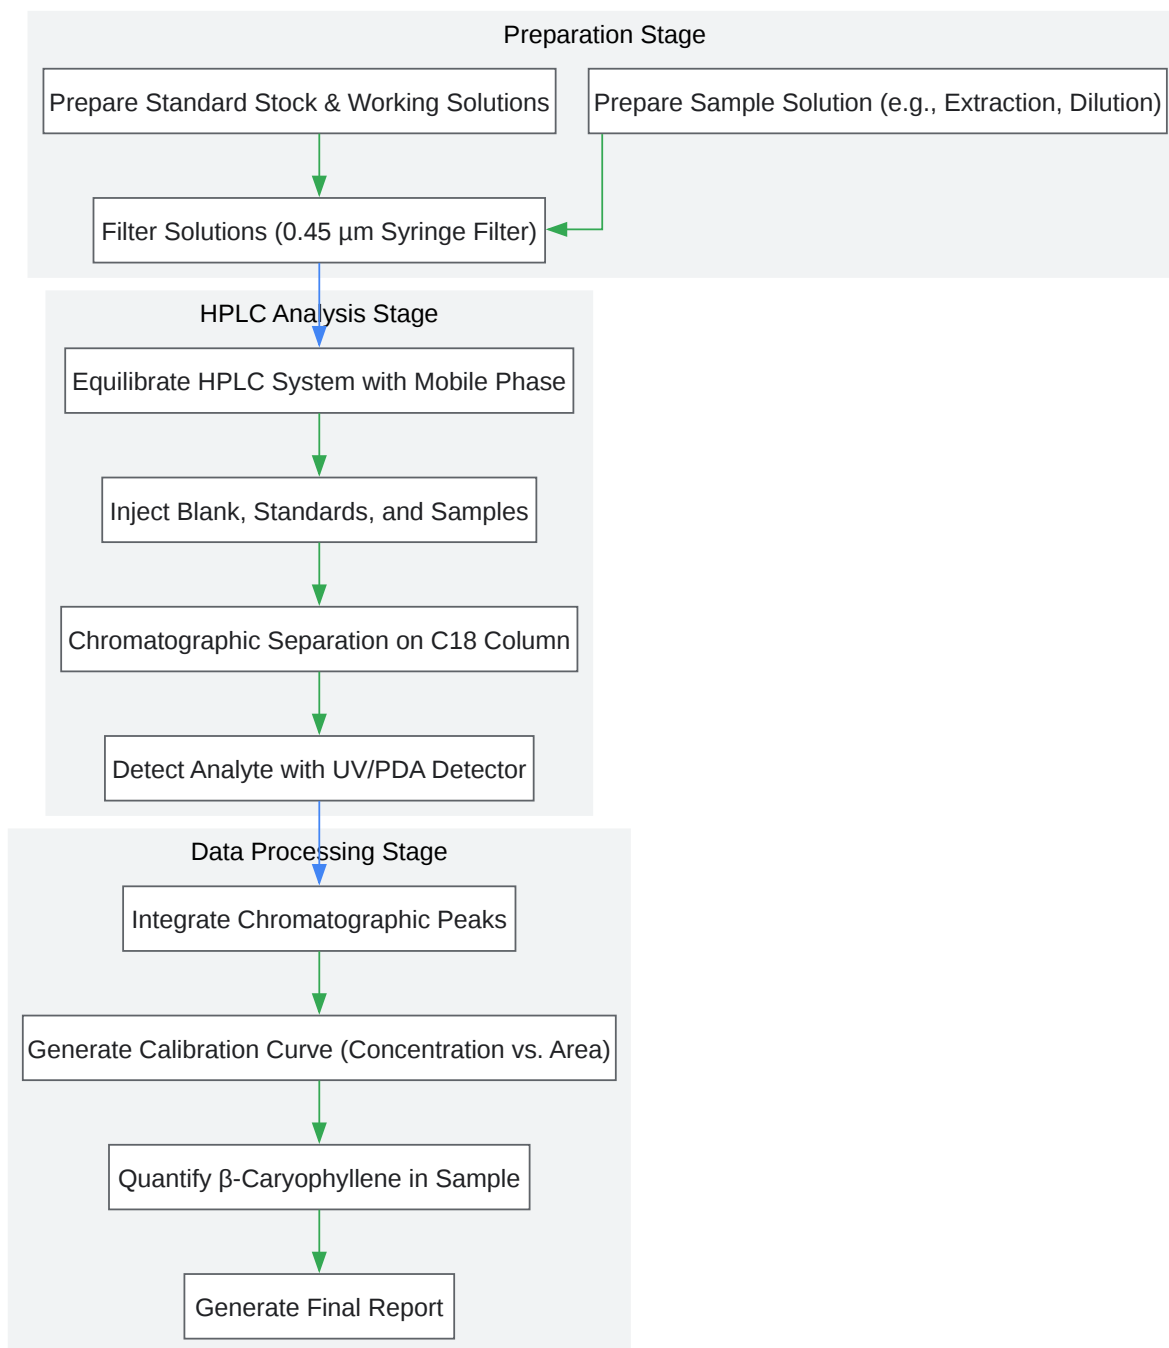 Preparation Stage
Prepare Standard Stock & Working Solutions
Prepare Sample Solution (e.g., Extraction, Dilution)
Filter Solutions (0.45 µm Syringe Filter)
HPLC Analysis Stage
Equilibrate HPLC System with Mobile Phase
Inject Blank, Standards, and Samples
Chromatographic Separation on C18 Column
Detect Analyte with UV/PDA Detector
Data Processing Stage
Integrate Chromatographic Peaks
Generate Calibration Curve (Concentration vs. Area)
Quantify β-Caryophyllene in Sample
Generate Final Report